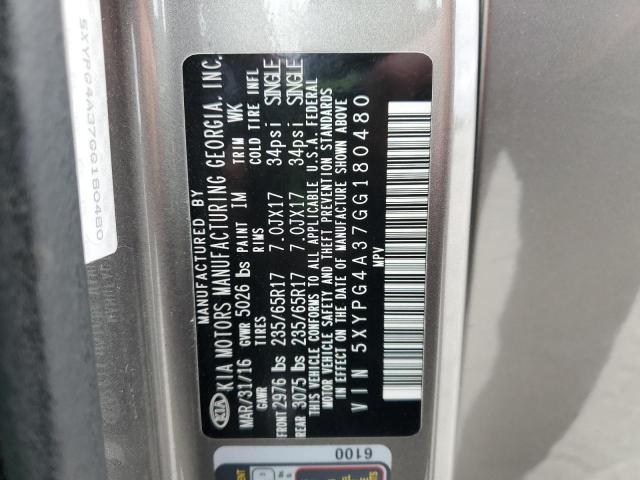 MANUFACTURED BY
KIA KIA MOTORS MANUFACTURING GEORGIA, INC.
MAR/31/16 GVWR 5026 lbs PAINT TM TRIM WK
GAWR TIRES RIMS COLD TIRE INFL
FRONT 2976 lbs 235/65R17 7.0JX17 34psi SINGLE
REAR 3075 lbs 235/65R17 7.0JX17 34psi SINGLE
THIS VEHICLE CONFORMS TO ALL APPLICABLE U.S.A. FEDERAL
MOTOR VEHICLE SAFETY AND THEFT PREVENTION STANDARDS
IN EFFECT ON THE DATE OF MANUFACTURE SHOWN ABOVE
VIN 5XYPG4A37GG180480
MPV
5XYPG4A37GG180480
6100